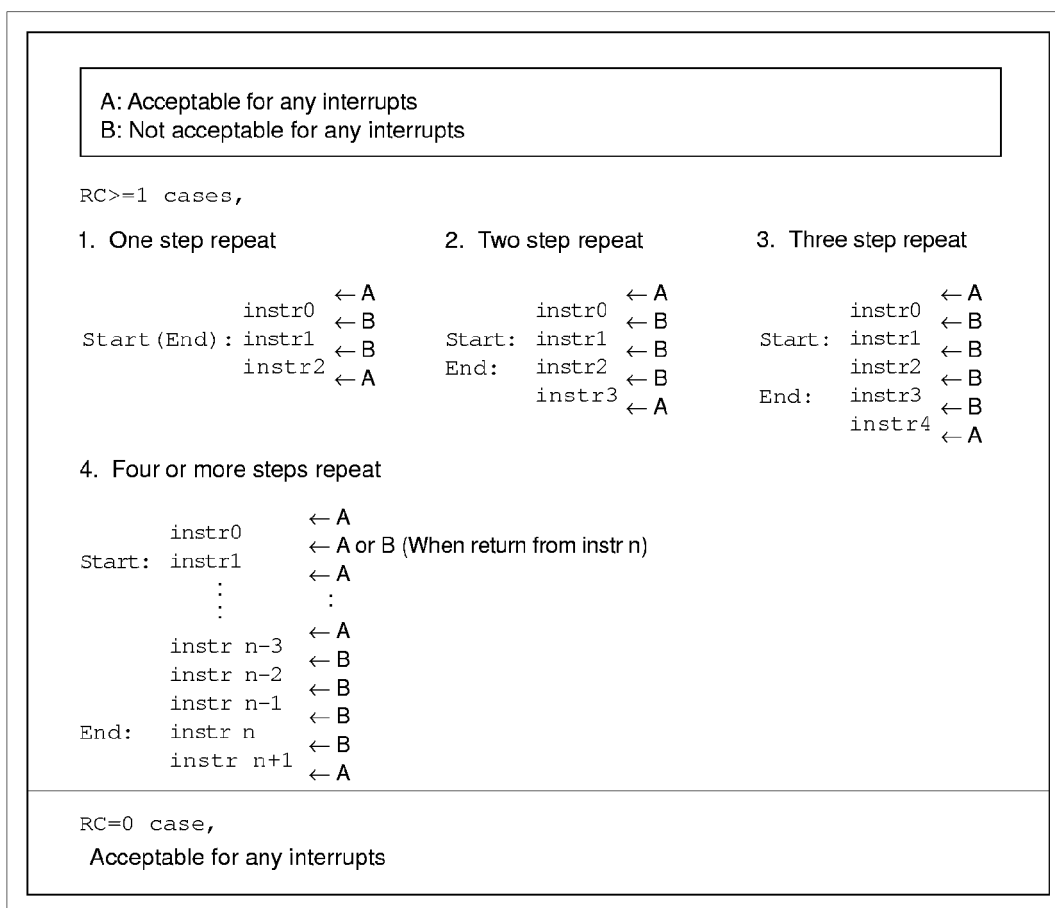 A: Acceptable for any interrupts
B: Not acceptable for any interrupts
RC>=1 cases,
1. One step repeat
← A
instr0
← B
Start(End): instr1
← B
instr2
← A
2. Two step repeat
← A
instr0
← B
Start: instr1
← B
End: instr2
← B
instr3
← A
3. Three step repeat
← A
instr0
← B
Start: instr1
← B
instr2
← B
End: instr3
← B
instr4
← A
4. Four or more steps repeat
← A
instr0
← A or B (When return from instr n)
Start: instr1
← A
:
:
:
← A
instr n-3
← B
instr n-2
← B
instr n-1
← B
End: instr n
← B
instr n+1
← A
RC=0 case,
Acceptable for any interrupts